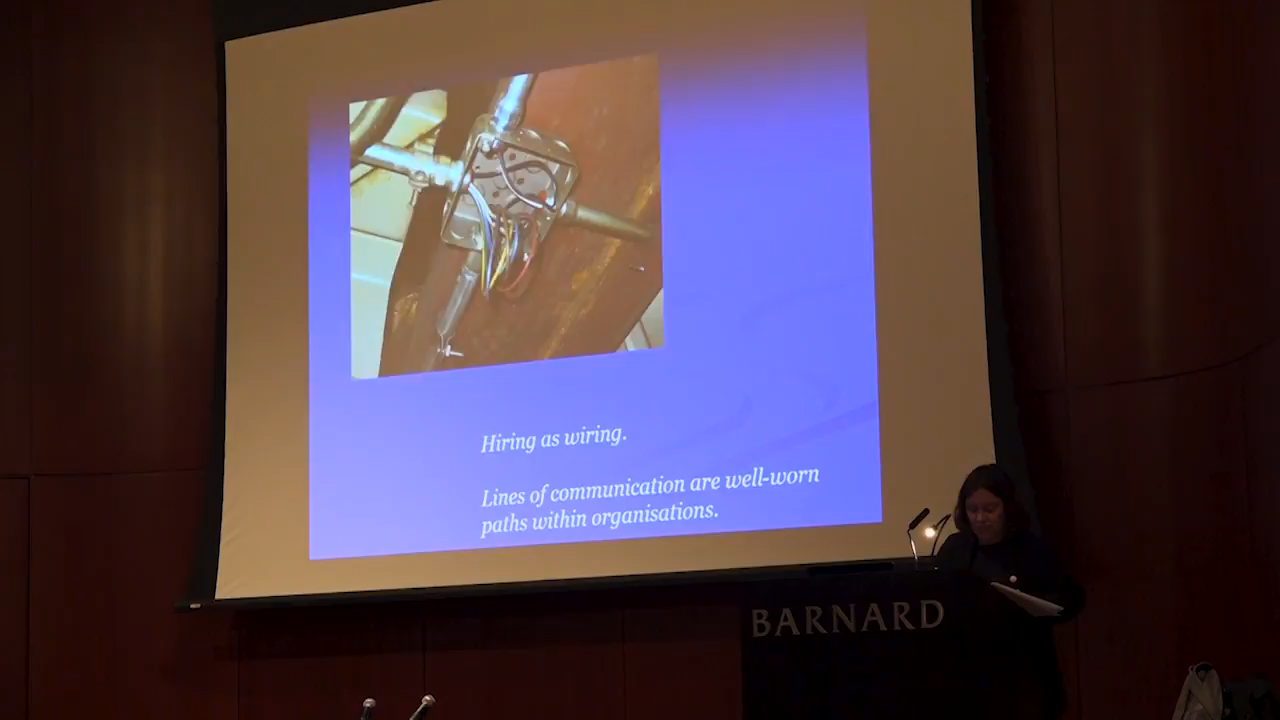 Hiring as wiring.
Lines of communication are well-worn
paths within organisations.
BARNARD